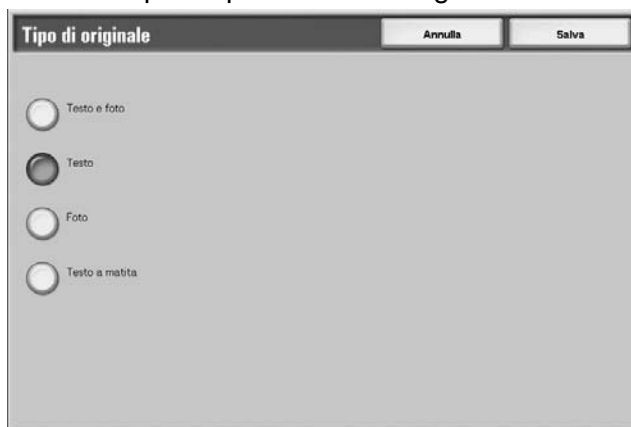 Tipo di originale
Annulla
Salva
Testo e foto
Testo
Foto
Testo a matita